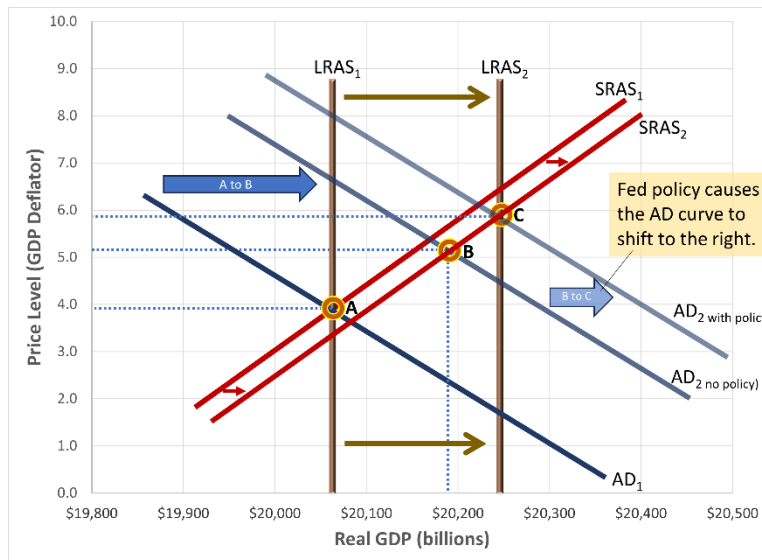 10.0
9.0
8.0
7.0
6.0
5.0
4.0
3.0
2.0
1.0
0.0
Price Level (GDP Deflator)
LRAS1
LRAS2
SRAS1
SRAS2
A to B
Fed policy causes
the AD curve to
shift to the right.
C
B
B to C
A
AD2 with polic
AD2 no policy)
AD1
$19,800
$19,900
$20,000
$20,100
$20,200
$20,300
$20,400
$20,500
Real GDP (billions)